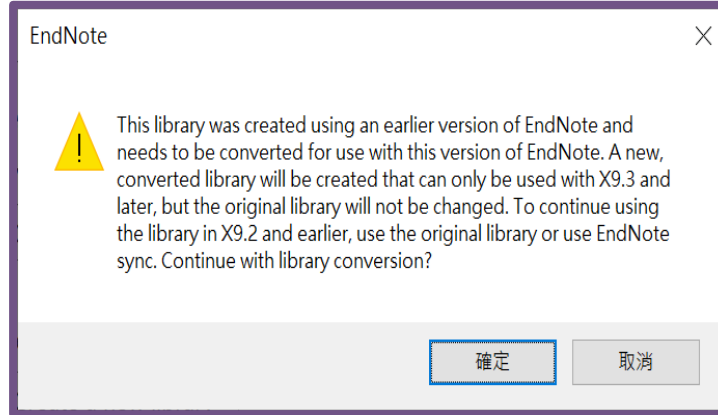 EndNote
This library was created using an earlier version of EndNote and
needs to be converted for use with this version of EndNote. A new,
converted library will be created that can only be used with X9.3 and
later, but the original library will not be changed. To continue using
the library in X9.2 and earlier, use the original library or use EndNote
sync. Continue with library conversion?
確定
取消